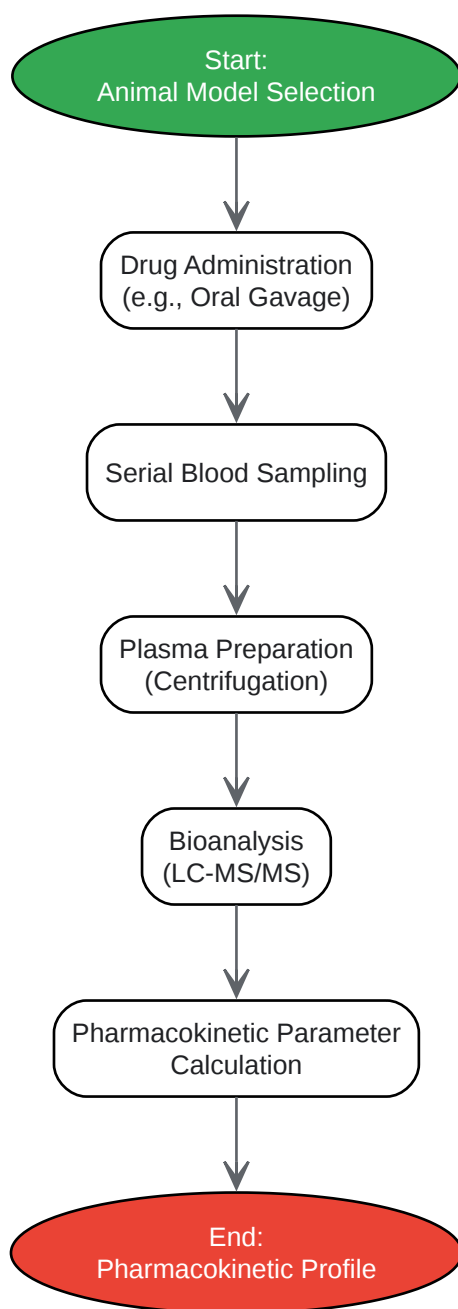 Start:
Animal Model Selection
Drug Administration
(e.g., Oral Gavage)
Serial Blood Sampling
Plasma Preparation
(Centrifugation)
Bioanalysis
(LC-MS/MS)
Pharmacokinetic Parameter
Calculation
End:
Pharmacokinetic Profile